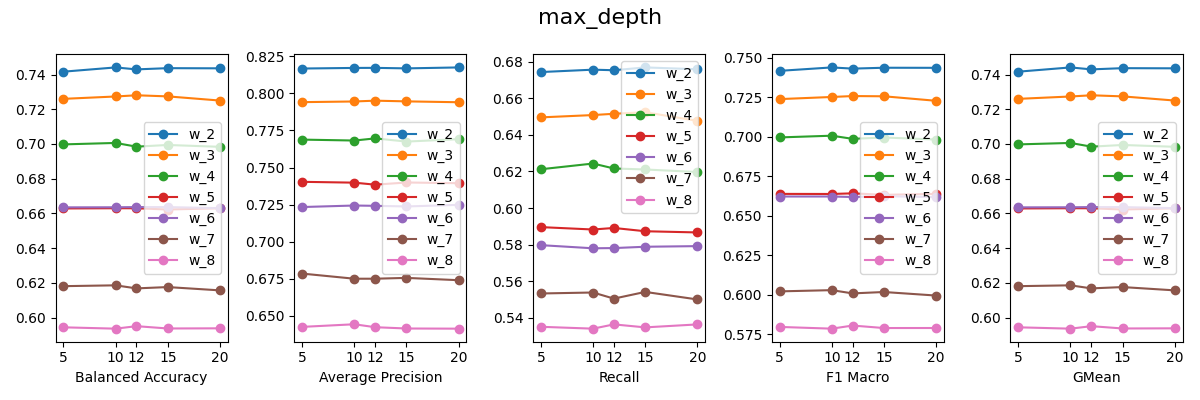 max_depth
0.74
0.72
0.70
0.68
0.66
0.64
0.62
0.60
5 10 12 15 20
Balanced Accuracy
w_2
w_3
w_4
w_5
w_6
w_7
w_8
0.825
0.800
0.775
0.750
0.725
0.700
0.675
0.650
5 10 12 15 20
Average Precision
w_2
w_3
w_4
w_5
w_6
w_7
w_8
0.68
0.66
0.64
0.62
0.60
0.58
0.56
0.54
5 10 12 15 20
Recall
w_2
w_3
w_4
w_5
w_6
w_7
w_8
0.750
0.725
0.700
0.675
0.650
0.625
0.600
0.575
5 10 12 15 20
F1 Macro
w_2
w_3
w_4
w_5
w_6
w_7
w_8
0.74
0.72
0.70
0.68
0.66
0.64
0.62
0.60
5 10 12 15 20
GMean
w_2
w_3
w_4
w_5
w_6
w_7
w_8